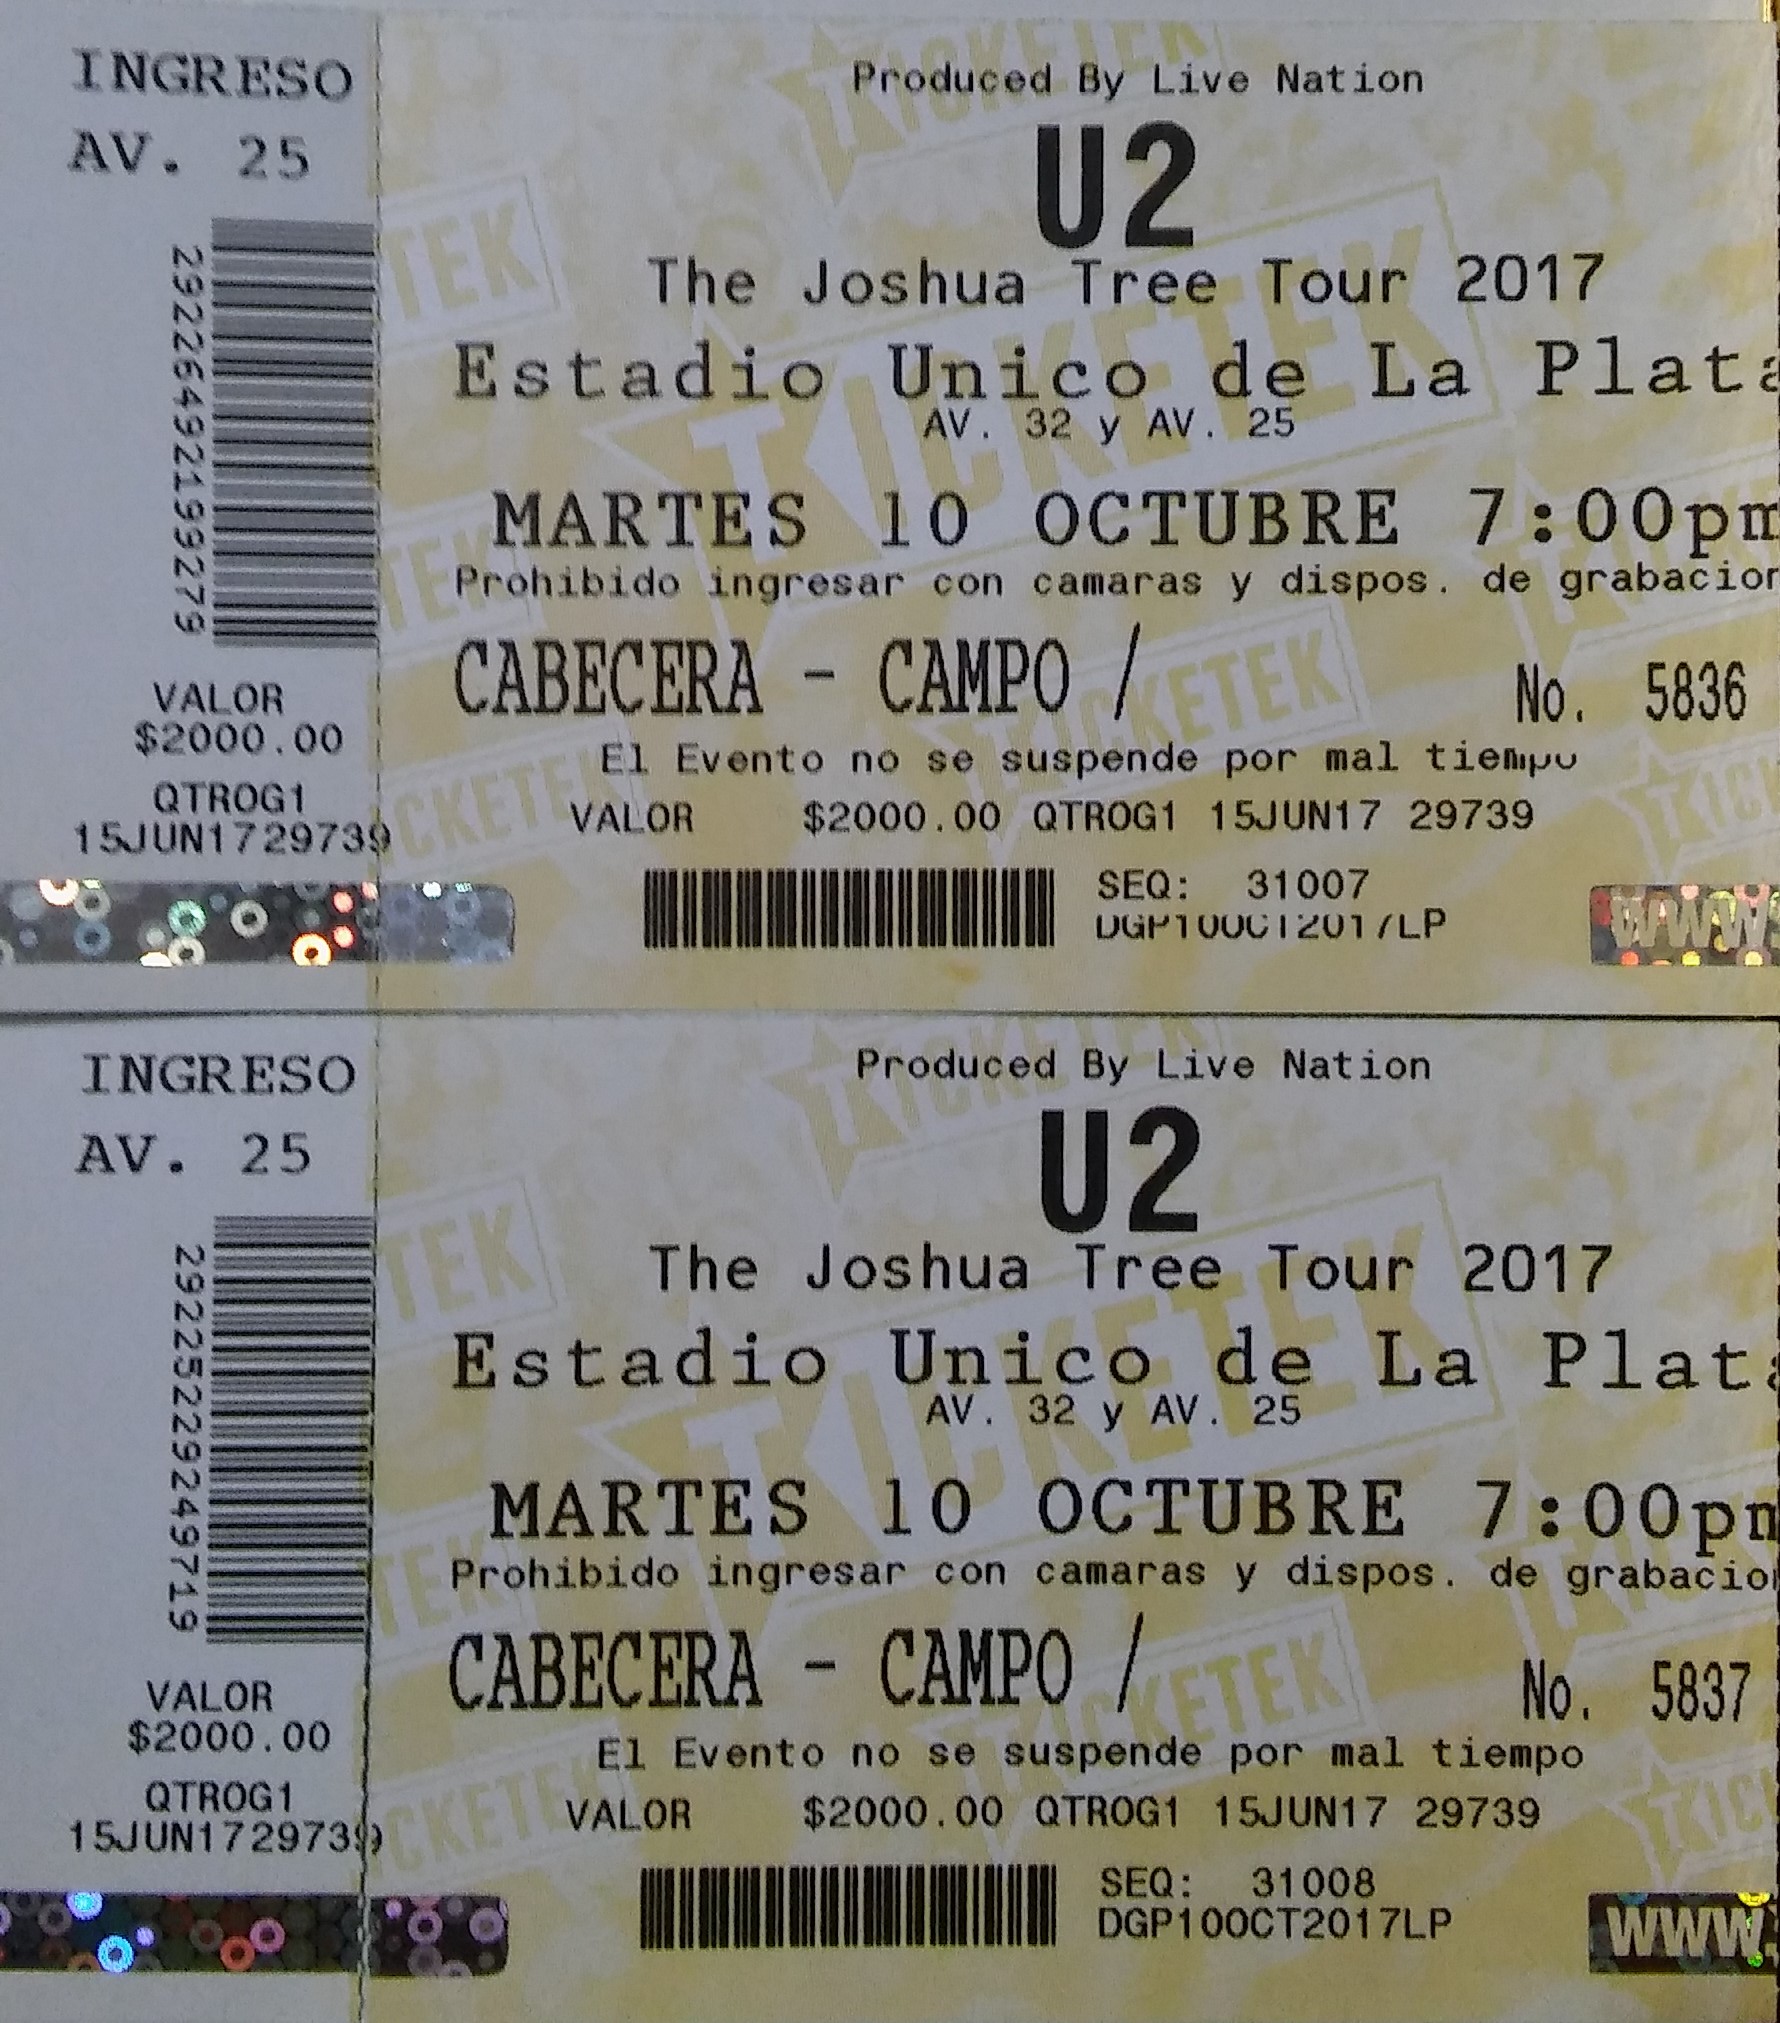 INGRESO
AV. 25
29226492199279
VALOR
$2000.00
QTROG1
15JUN1729739
TICKETEK
Produced By Live Nation
U2
The Joshua Tree Tour 2017
Estadio Unico de La Plata
AV. 32 y AV. 25
MARTES 10 OCTUBRE 7:00pm
Prohibido ingresar con camaras y dispos. de grabacion
CABECERA - CAMPO / No. 5836
El Evento no se suspende por mal tiempo
VALOR $2000.00 QTROG1 15JUN17 29739
SEQ: 31007
DGP10OCT2017LP
WWW
INGRESO
AV. 25
29225229249719
VALOR
$2000.00
QTROG1
15JUN1729739
TICKETEK
Produced By Live Nation
U2
The Joshua Tree Tour 2017
Estadio Unico de La Plata
AV. 32 y AV. 25
MARTES 10 OCTUBRE 7:00pm
Prohibido ingresar con camaras y dispos. de grabacio
CABECERA - CAMPO / No. 5837
El Evento no se suspende por mal tiempo
VALOR $2000.00 QTROG1 15JUN17 29739
SEQ: 31008
DGP10OCT2017LP
WWW.